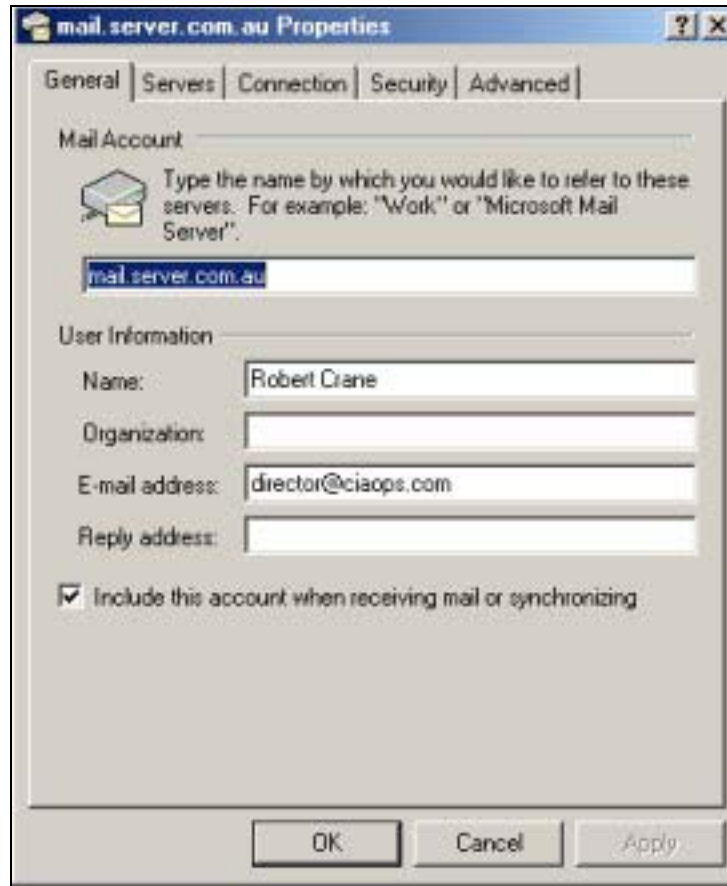 mail.server.com.au Properties
? X
General Servers Connection Security Advanced
Mail Account
Type the name by which you would like to refer to these
servers. For example: "Work" or "Microsoft Mail
Server".
mail.server.com.au
User Information
Name: Robert Crane
Organization:
E-mail address: director@ciaops.com
Reply address:
Include this account when receiving mail or synchronizing
OK Cancel Apply